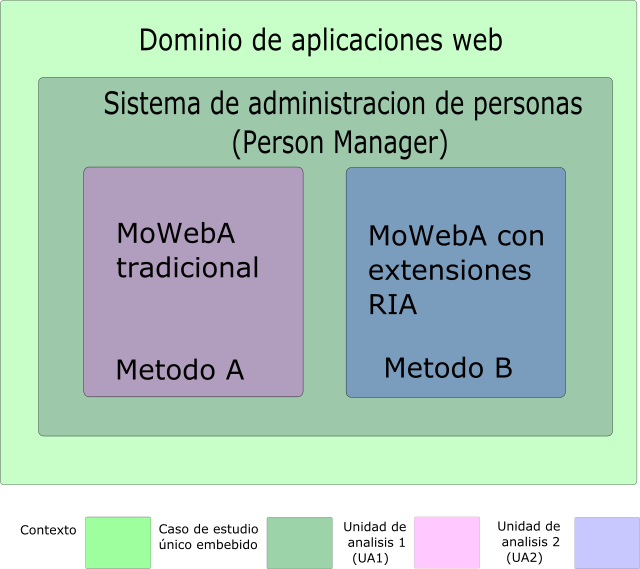 Dominio de aplicaciones web
Sistema de administracion de personas
(Person Manager)
MoWebA
tradicional
Metodo A
MoWebA con
extensiones
RIA
Metodo B
Contexto
Caso de estudio
único embebido
Unidad de
analisis 1
(UA1)
Unidad de
analisis 2
(UA2)